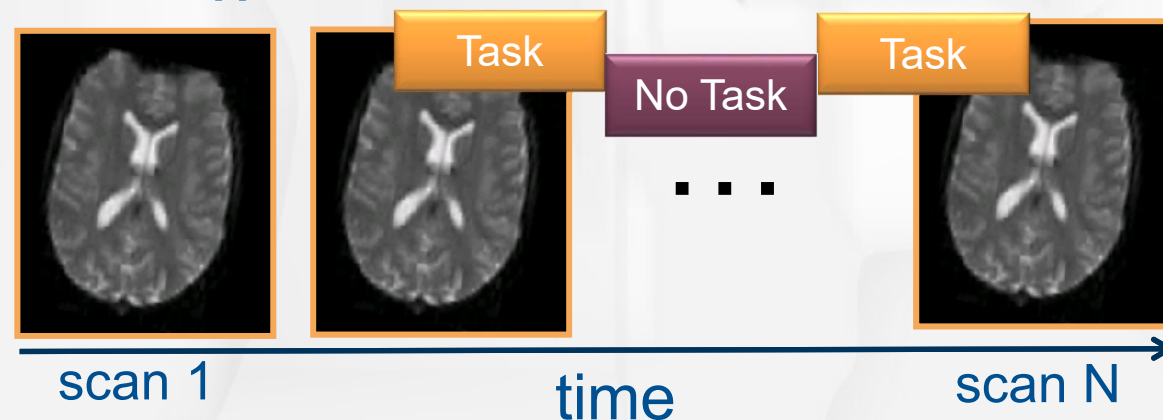 Task
No Task
Task
. . .
scan 1
time
scan N